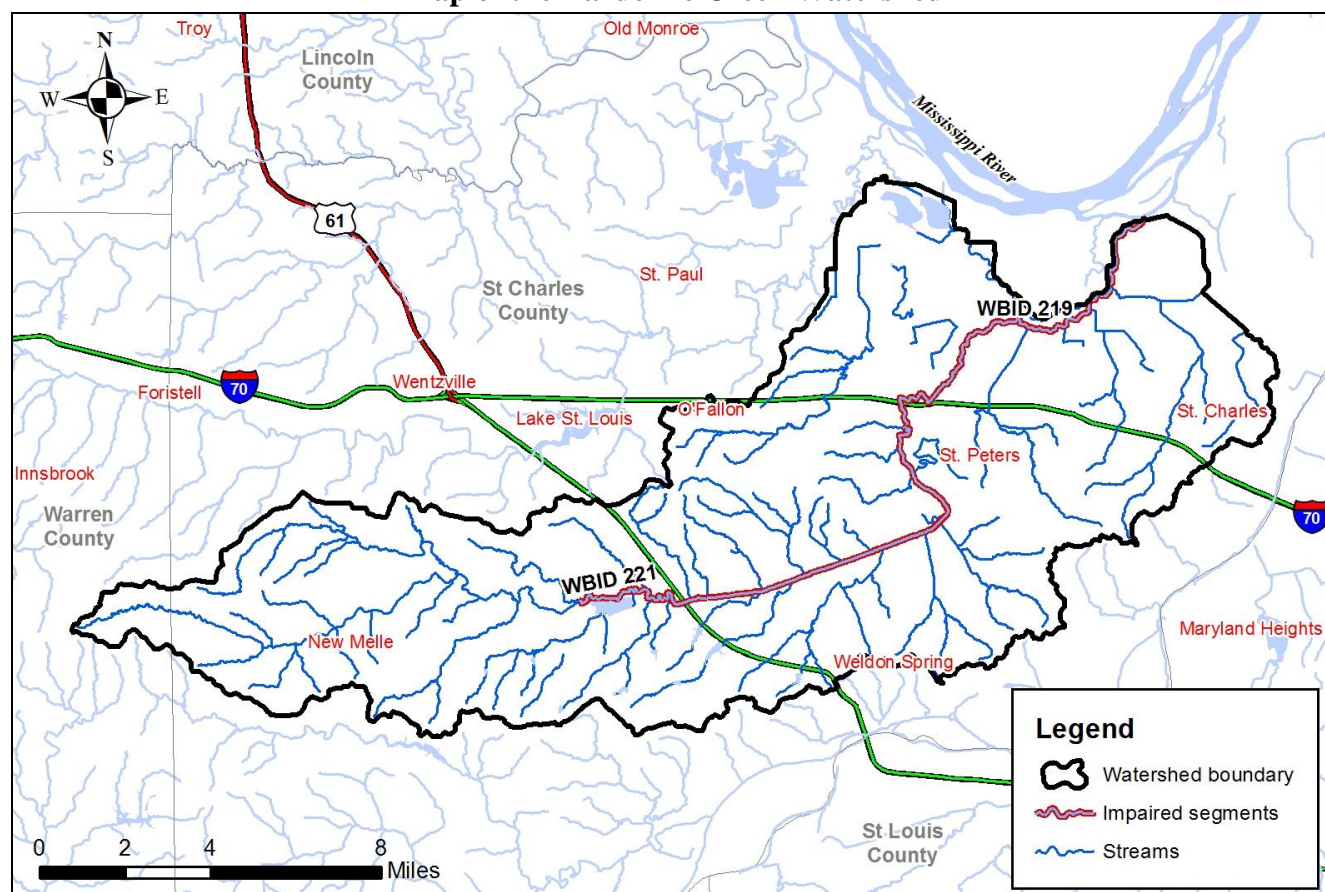 Troy
Old Monroe
Lincoln
County
N
W
E
S
Mississippi River
61
St. Paul
St Charles
County
WBID 219
Foristell
70
Wentzville
Lake St. Louis
O'Fallon
St. Charles
St. Peters
Innsbrook
Warren
County
70
WBID 221
New Melle
Weldon Spring
Maryland Heights
Legend
Watershed boundary
Impaired segments
Streams
St Louis
County
0
2
4
8
Miles